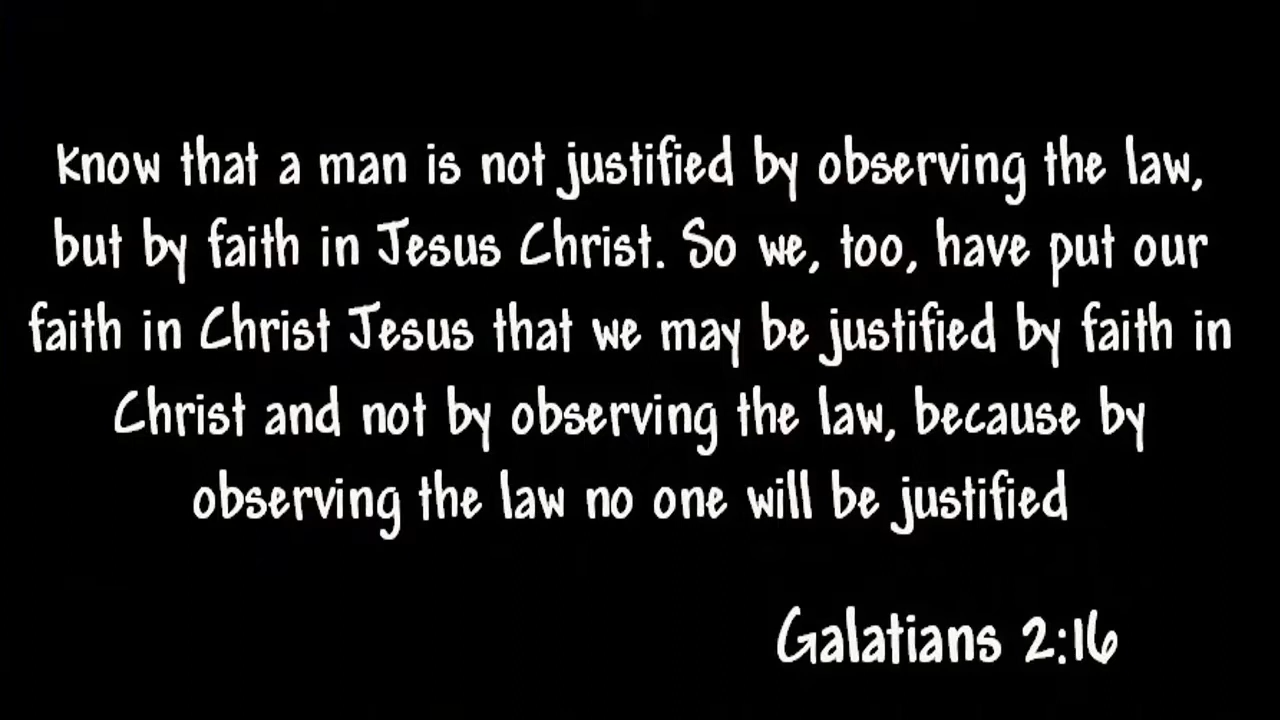 Know that a man is not justified by observing the law,
but by faith in Jesus Christ. So we, too, have put our
faith in Christ Jesus that we may be justified by faith in
Christ and not by observing the law, because by
observing the law no one will be justified
Galatians 2:16